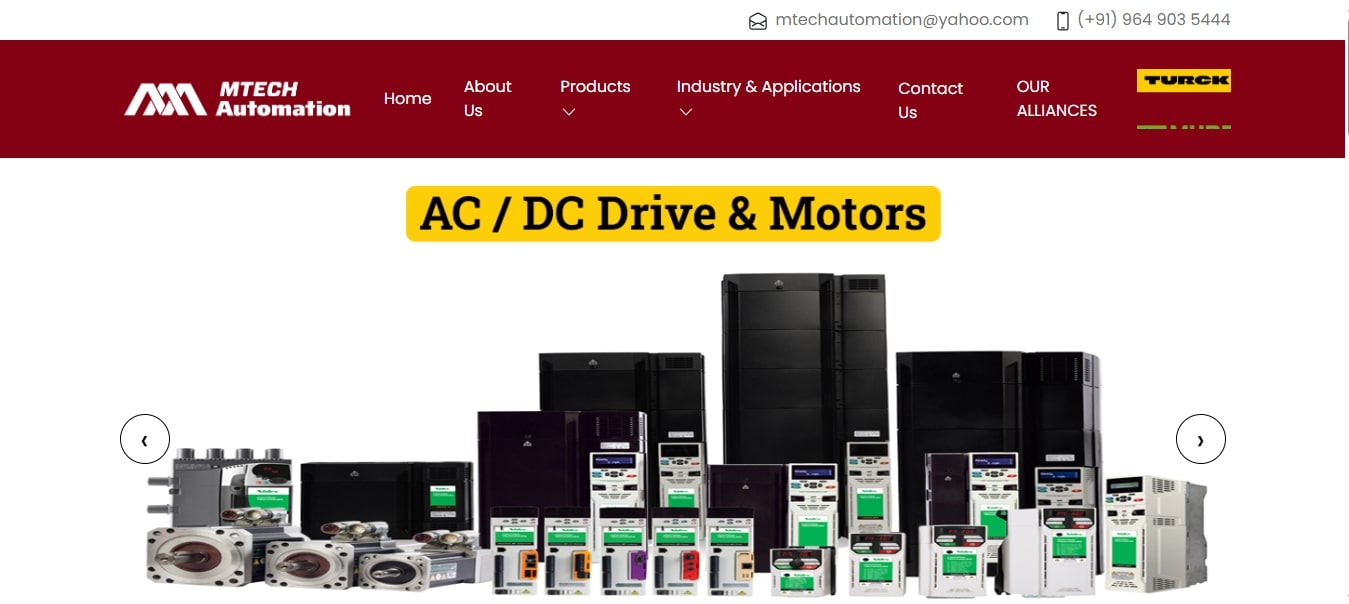 mtechautomation@yahoo.com
(+91) 964 903 5444
MTECH
Automation
Home
About
Us
Products
Industry & Applications
Contact
Us
OUR
ALLIANCES
TURCK
AC / DC Drive & Motors
‹
›